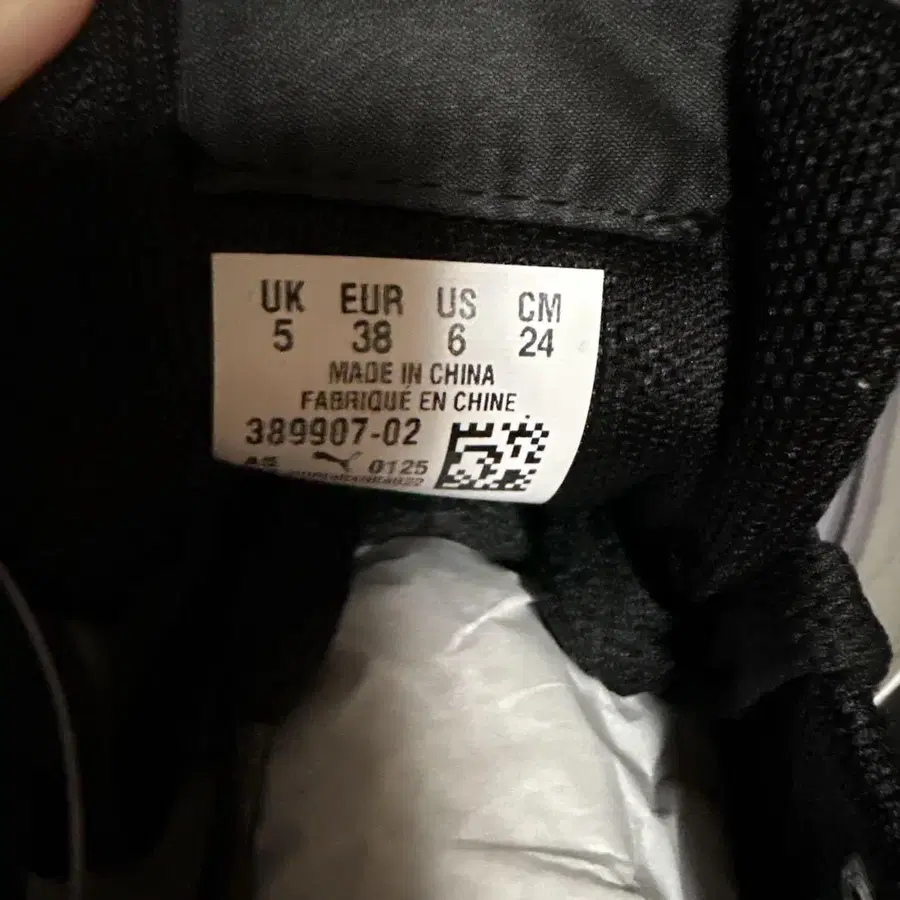 UK EUR US CM
5 38 6 24
MADE IN CHINA
FABRIQUÉ EN CHINE
389907-02
0125